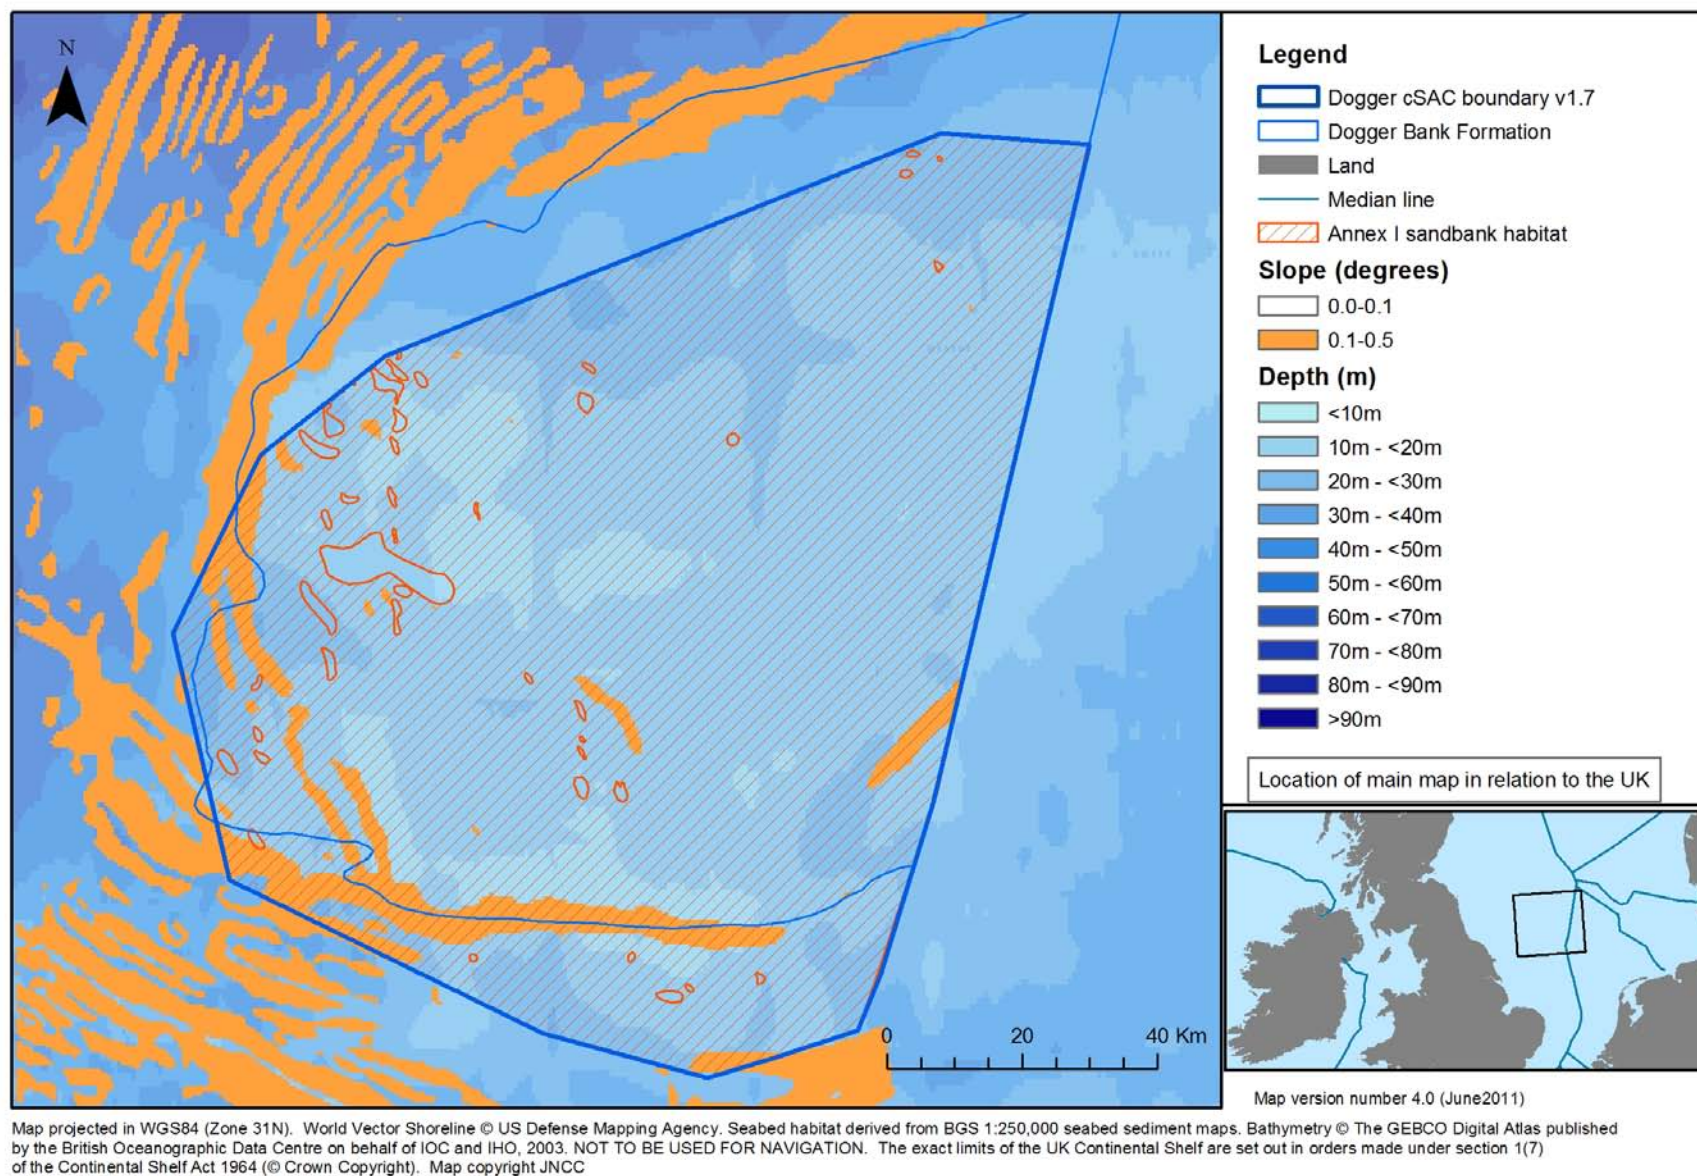 N
Legend
Dogger cSAC boundary v1.7
Dogger Bank Formation
Land
Median line
Annex I sandbank habitat
Slope (degrees)
0.0-0.1
0.1-0.5
Depth (m)
<10m
10m - <20m
20m - <30m
30m - <40m
40m - <50m
50m - <60m
60m - <70m
70m - <80m
80m - <90m
>90m
Location of main map in relation to the UK
0 20 40 Km
Map version number 4.0 (June2011)
Map projected in WGS84 (Zone 31N). World Vector Shoreline © US Defense Mapping Agency. Seabed habitat derived from BGS 1:250,000 seabed sediment maps. Bathymetry © The GEBCO Digital Atlas published
by the British Oceanographic Data Centre on behalf of IOC and IHO, 2003. NOT TO BE USED FOR NAVIGATION. The exact limits of the UK Continental Shelf are set out in orders made under section 1(7)
of the Continental Shelf Act 1964 (© Crown Copyright). Map copyright JNCC